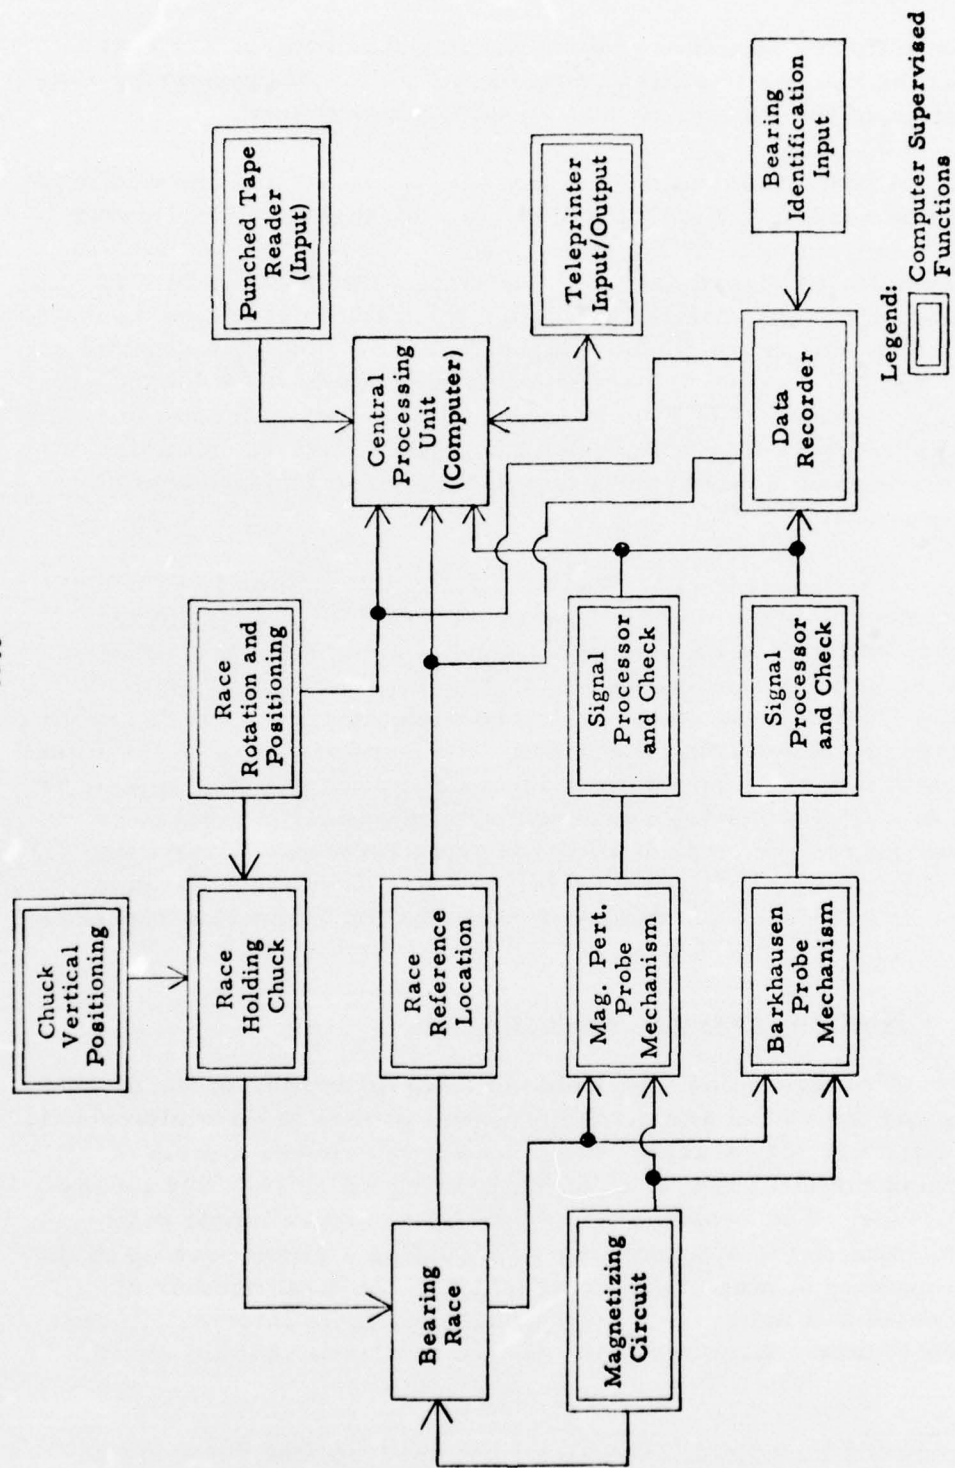 Chuck
Vertical
Positioning
Race
Holding
Chuck
Race
Rotation and
Positioning
Punched Tape
Reader
(Input)
Bearing
Race
Race
Reference
Location
Central
Processing
Unit
(Computer)
Magnetizing
Circuit
Mag. Pert.
Probe
Mechanism
Signal
Processor
and Check
Teleprinter
Input/Output
Barkhausen
Probe
Mechanism
Signal
Processor
and Check
Data
Recorder
Bearing
Identification
Input
Legend:
Computer Supervised
Functions